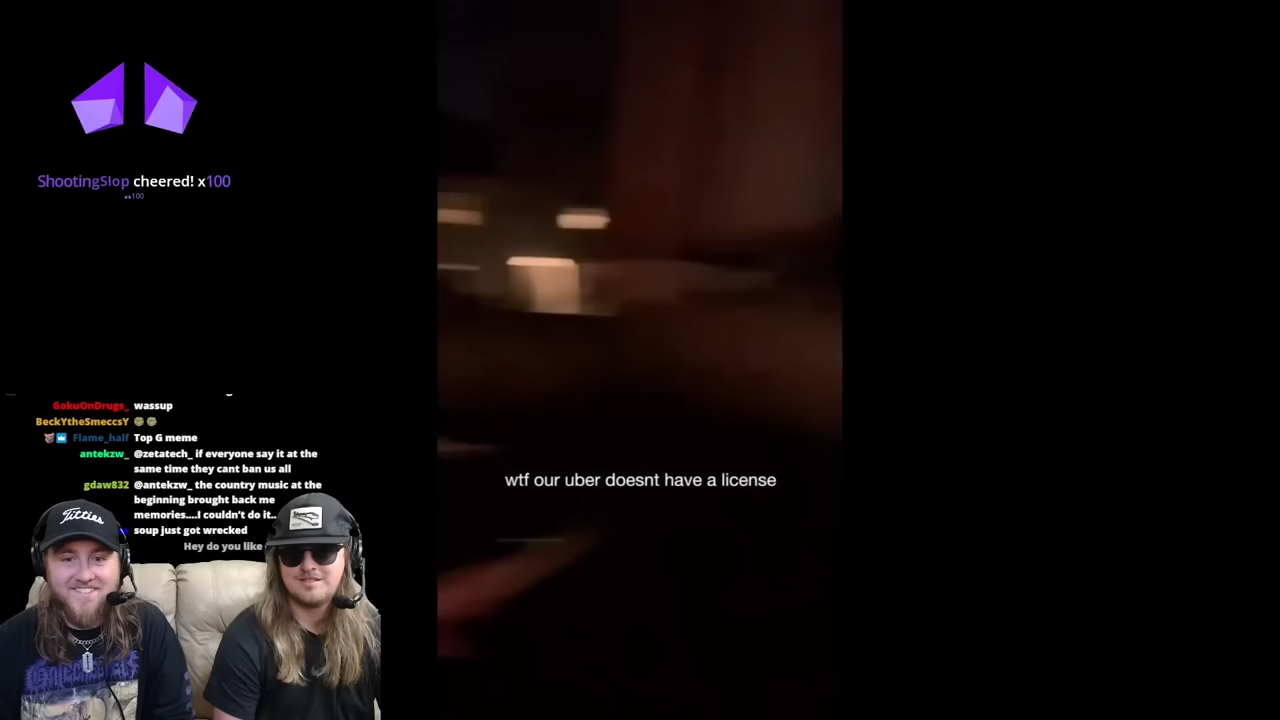 ShootingSlop cheered! x100
100
GokuOnDrugs_ wassup
BeckYtheSmeccsY
Flame_half Top G meme
antekzw_ @zetatech_ if everyone say it at the
same time they cant ban us all
gdaw832 @antekzw_ the country music at the
beginning brought back me
memories....I couldn't do it..
soup just got wrecked
Hey do you like
wtf our uber doesnt have a license
Titties